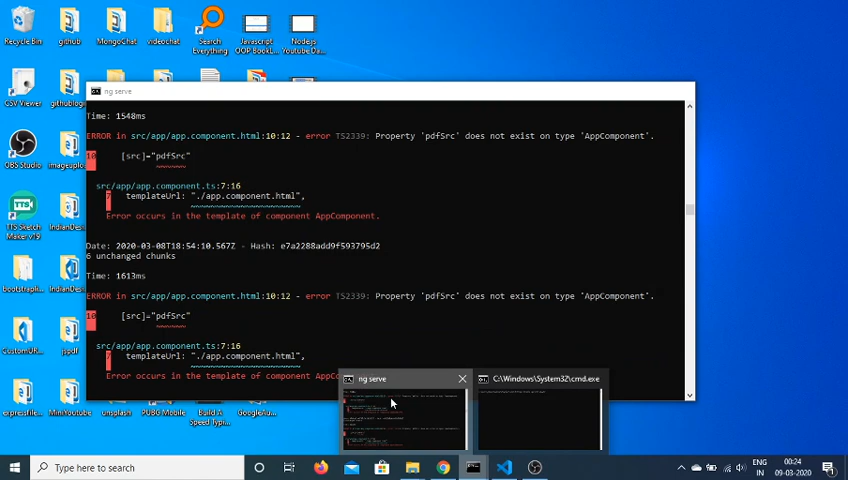 Recycle Bin
github
MongoChat
videochat
Search
Everything
Javascript
OOP BookL...
Node.js
Youtube Da...
ng serve
CSV Viewer
githubblog
Time: 1548ms
ERROR in src/app/app.component.html:10:12 - error TS2339: Property 'pdfSrc' does not exist on type 'AppComponent'.
10 [src]="pdfSrc"
OBS Studio
imageuplo
src/app/app.component.ts:7:16
7 templateUrl: "./app.component.html",
Error occurs in the template of component AppComponent.
TTS
TTS Sketch
Maker v19
IndianDes
Date: 2020-03-08T18:54:10.567Z - Hash: e7a2288add9f593795d2
6 unchanged chunks
Time: 1613ms
ERROR in src/app/app.component.html:10:12 - error TS2339: Property 'pdfSrc' does not exist on type 'AppComponent'.
10 [src]="pdfSrc"
IndianDes
CustomUR...
jspdf
src/app/app.component.ts:7:16
7 templateUrl: "./app.component.html",
Error occurs in the template of component AppCo
ng serve
C:\Windows\System32\cmd.exe
expressfile...
MiniYoutube
unsplash
PUBG Mobile
Build A
Speed Typi...
GoogleAu...
Type here to search
ENG
IN
00:24
09-03-2020
1